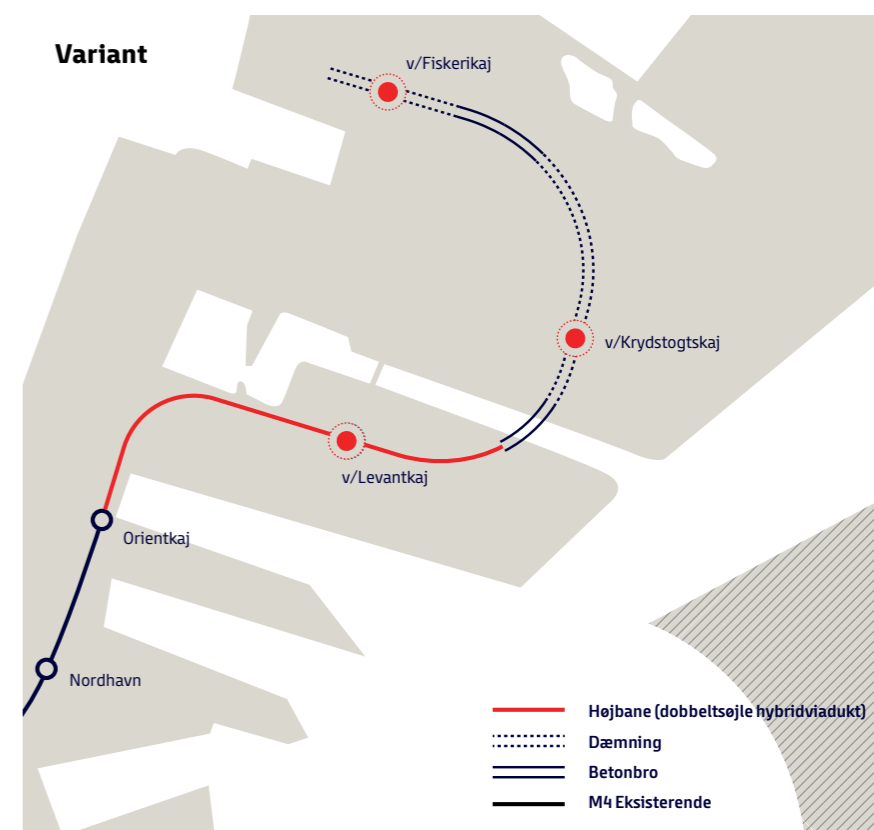 Variant
v/Fiskerikaj
v/Krydstogtskaj
v/Levantkaj
Orientkaj
Nordhavn
Højbane (dobbeltsøjle hybridviadukt)
Dæmning
Betonbro
M4 Eksisterende